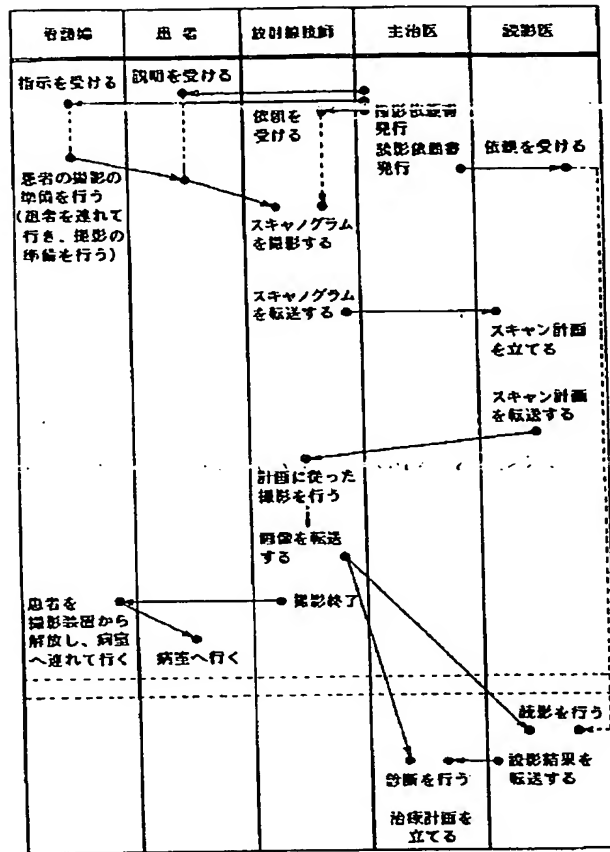 看護婦
患者
放射線技師
主治医
読影医
指示を受ける
説明を受ける
依頼を
受ける
撮影依頼書
発行
読影依頼書
発行
依頼を受ける
患者の撮影の
準備を行う
(患者を連れて
行き、撮影の
準備を行う)
スキャノグラム
を撮影する
スキャノグラム
を転送する
スキャン計画
を立てる
スキャン計画
を転送する
計画に従った
撮影を行う
画像を転送
する
患者を
撮影装置から
解放し、病室
へ連れて行く
撮影終了
病室へ行く
読影を行う
診断を行う
読影結果を
転送する
治療計画を
立てる